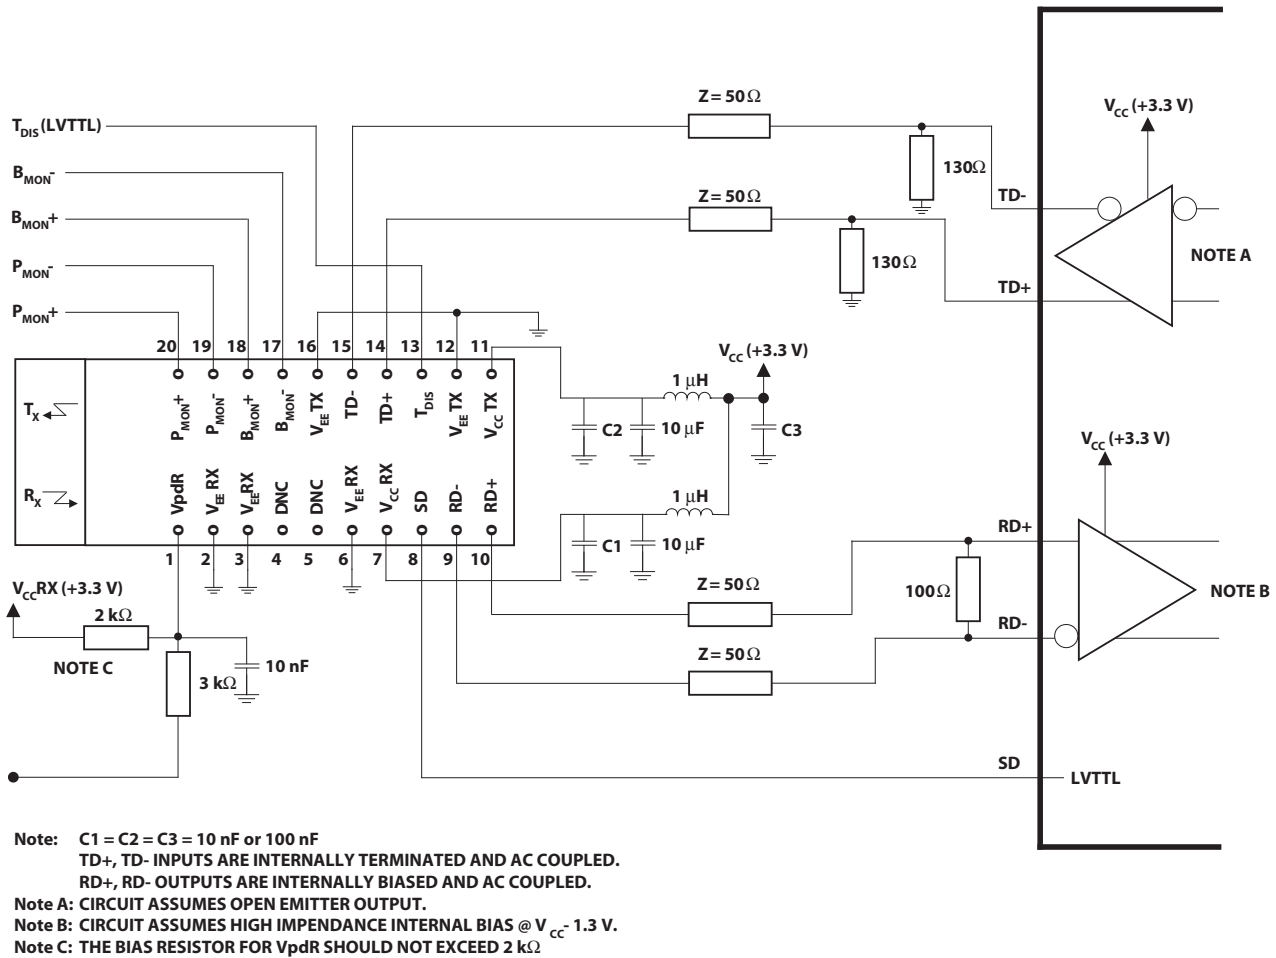 Z = 50Ω
V_CC (+3.3 V)
T_DIS (LVTTL)
130Ω
B_MON-
Z = 50Ω
TD-
B_MON+
NOTE A
P_MON-
130Ω
TD+
P_MON+
20 19 18 17 16 15 14 13 12 11
V_CC (+3.3 V)
1 µH
T_X
P_MON+
P_MON-
B_MON+
B_MON-
V_EE TX
TD-
TD+
T_DIS
V_EE TX
V_CC TX
C2
10 µF
C3
V_CC (+3.3 V)
R_X
VpdR
V_EE RX
V_EE RX
DNC
DNC
V_EE RX
V_CC RX
SD
RD-
RD+
1 µH
RD+
C1
10 µF
1 2 3 4 5 6 7 8 9 10
V_CC RX (+3.3 V)
Z = 50Ω
100Ω
NOTE B
2 kΩ
RD-
NOTE C
10 nF
Z = 50Ω
3 kΩ
SD
LVTTL
Note: C1 = C2 = C3 = 10 nF or 100 nF
TD+, TD- INPUTS ARE INTERNALLY TERMINATED AND AC COUPLED.
RD+, RD- OUTPUTS ARE INTERNALLY BIASED AND AC COUPLED.
Note A: CIRCUIT ASSUMES OPEN EMITTER OUTPUT.
Note B: CIRCUIT ASSUMES HIGH IMPEDANCE INTERNAL BIAS @ V_CC - 1.3 V.
Note C: THE BIAS RESISTOR FOR VpdR SHOULD NOT EXCEED 2 kΩ